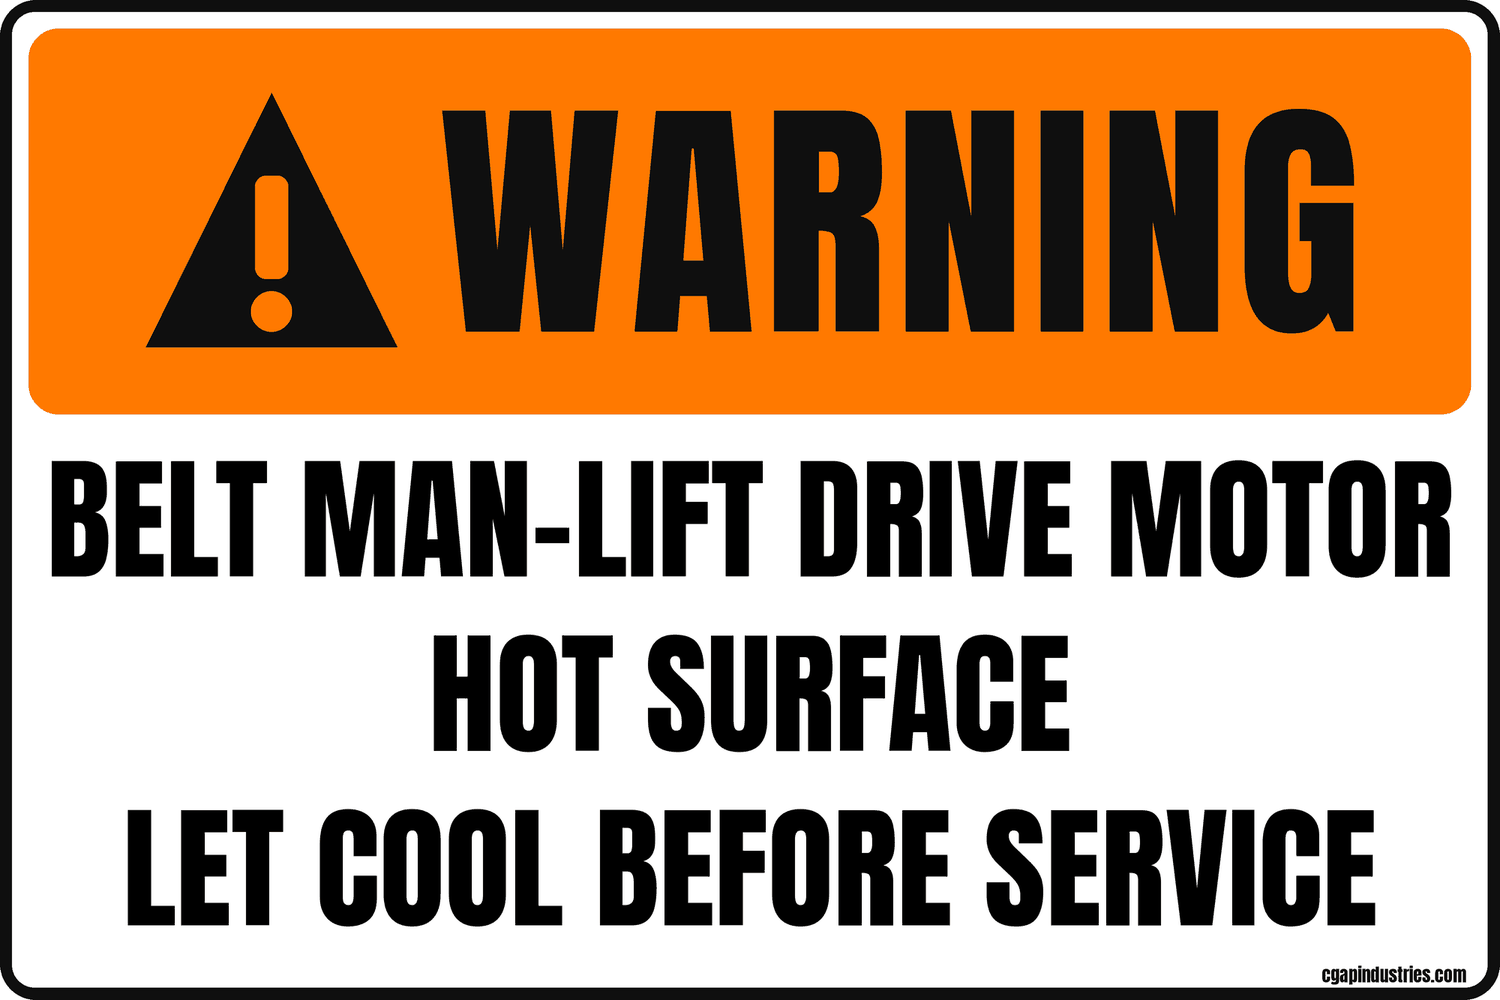 WARNING
BELT MAN-LIFT DRIVE MOTOR
HOT SURFACE
LET COOL BEFORE SERVICE
cgapindustries.com